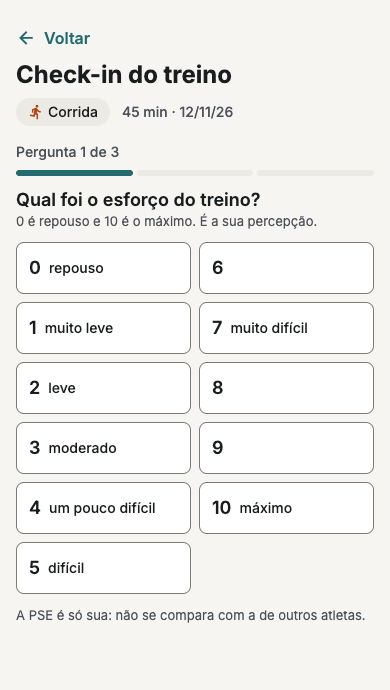 Voltar
Check-in do treino
Corrida
45 min · 12/11/26
Pergunta 1 de 3
Qual foi o esforço do treino?
0 é repouso e 10 é o máximo. É a sua percepção.
0 repouso
1 muito leve
2 leve
3 moderado
4 um pouco difícil
5 difícil
6
7 muito difícil
8
9
10 máximo
A PSE é só sua: não se compara com a de outros atletas.